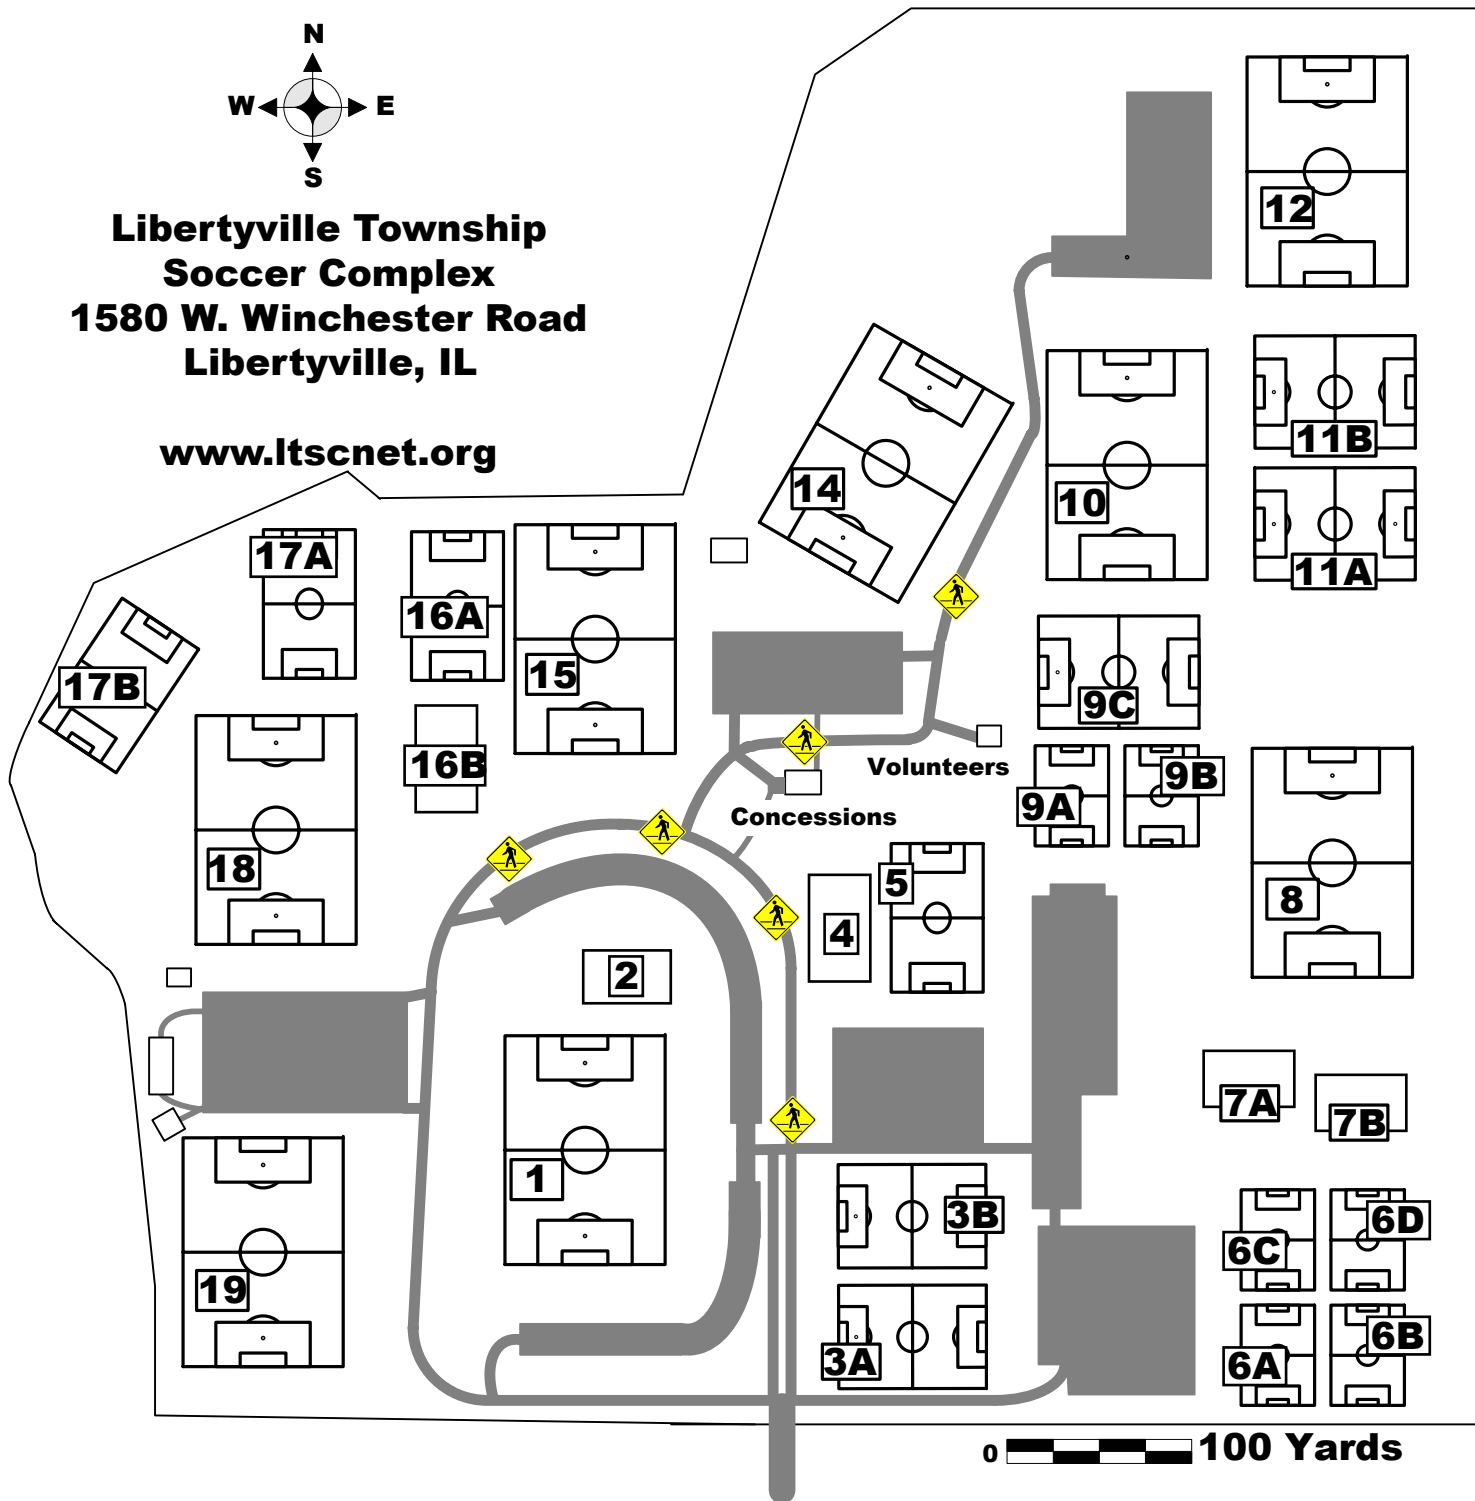 N
W E
S
Libertyville Township
Soccer Complex
1580 W. Winchester Road
Libertyville, IL
www.ltscnet.org
12
11B
14
10
11A
17A
16A
15
17B
9C
16B
Volunteers
9B
9A
Concessions
18
5
8
4
2
7A
7B
1
3B
6D
6C
19
3A
6B
6A
0 100 Yards